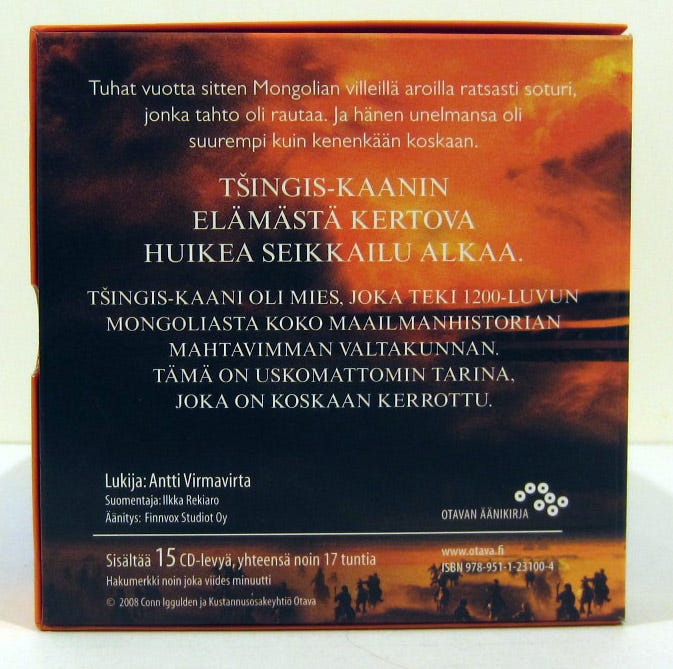 Tuhat vuotta sitten Mongolian villeillä aroilla ratsasti soturi,
jonka tahto oli rautaa. Ja hänen unelmansa oli
suurempi kuin kenenkään koskaan.
TŠINGIS-KAANIN
ELÄMÄSTÄ KERTOVA
HUIKEA SEIKKAILU ALKAA.
TŠINGIS-KAANI OLI MIES, JOKA TEKI 1200-LUVUN
MONGOLIASTA KOKO MAAILMANHISTORIAN
MAHTAVIMMAN VALTAKUNNAN.
TÄMÄ ON USKOMATTOMIN TARINA,
JOKA ON KOSKAAN KERROTTU.
Lukija: Antti Virmavirta
Suomentaja: Ilkka Rekiaro
Äänitys: Finnvox Studiot Oy
OTAVAN ÄÄNIKIRJA
Sisältää 15 CD-levyä, yhteensä noin 17 tuntia
Hakumerkki noin joka viides minuutti
© 2008 Conn Iggulden ja Kustannusosakeyhtiö Otava
www.otava.fi
ISBN 978-951-1-23100-4